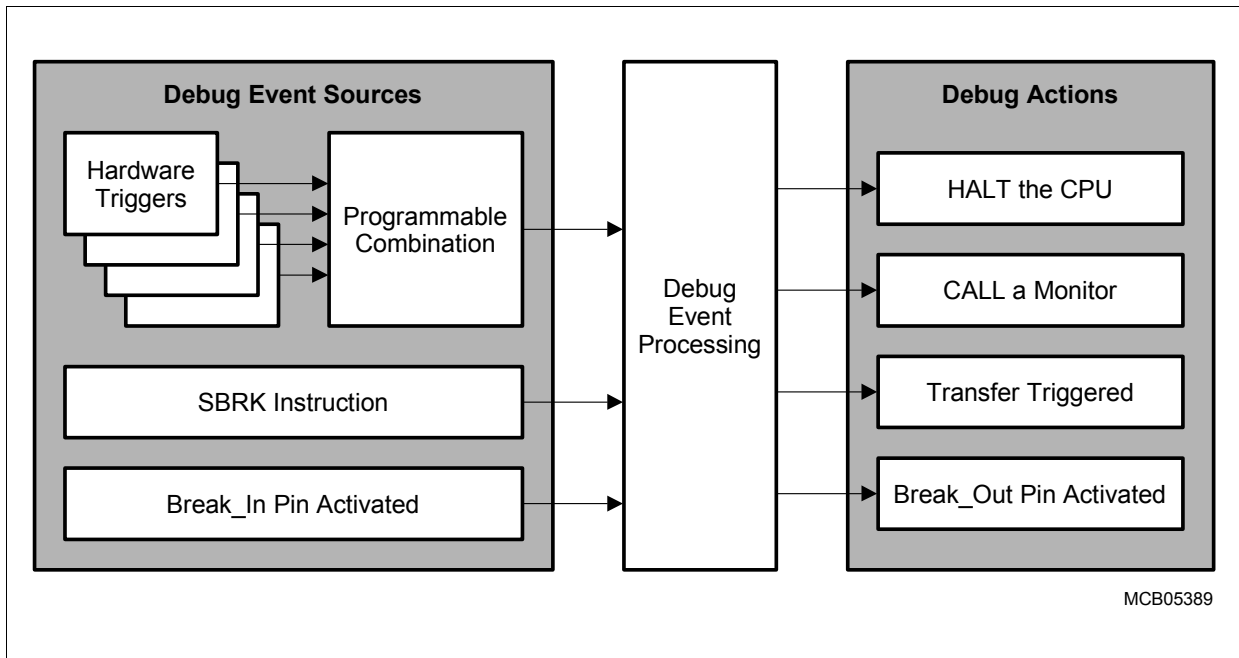 Debug Event Sources
Hardware
Triggers
Programmable
Combination
SBRK Instruction
Break_In Pin Activated
Debug
Event
Processing
Debug Actions
HALT the CPU
CALL a Monitor
Transfer Triggered
Break_Out Pin Activated
MCB05389